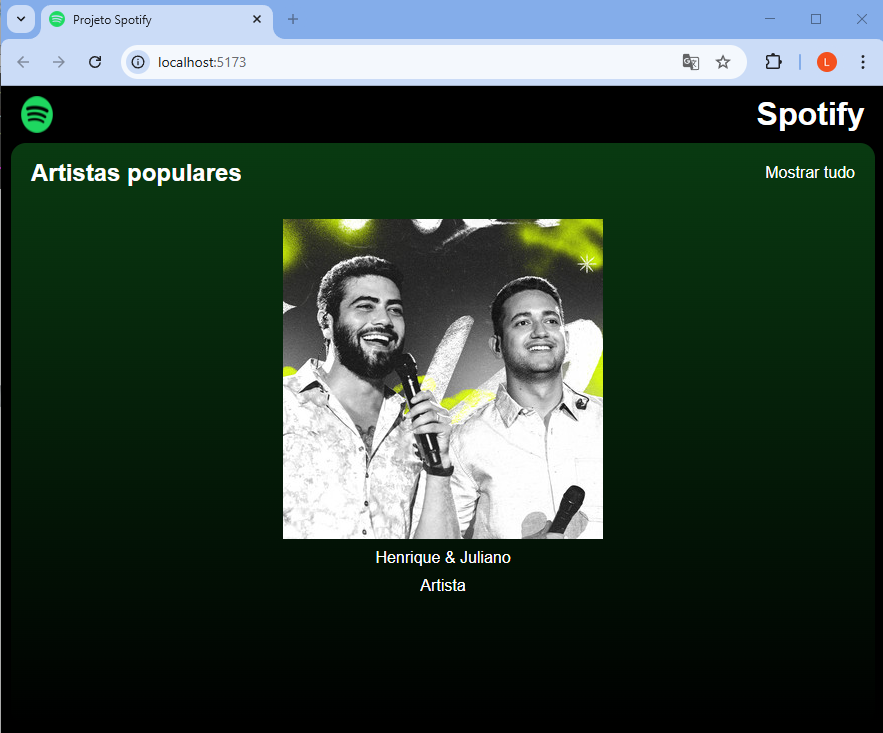 Projeto Spotify
localhost:5173
L
Spotify
Artistas populares
Mostrar tudo
Henrique & Juliano
Artista